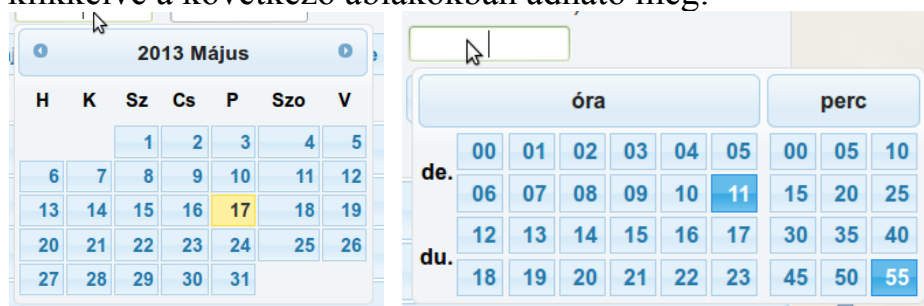 klikkelve a következő ablakokban adható meg:
2013 Május
H K Sz Cs P Szo V
1 2 3 4 5
6 7 8 9 10 11 12
13 14 15 16 17 18 19
20 21 22 23 24 25 26
27 28 29 30 31
óra perc
de. 00 01 02 03 04 05 00 05 10
06 07 08 09 10 11 15 20 25
du. 12 13 14 15 16 17 30 35 40
18 19 20 21 22 23 45 50 55